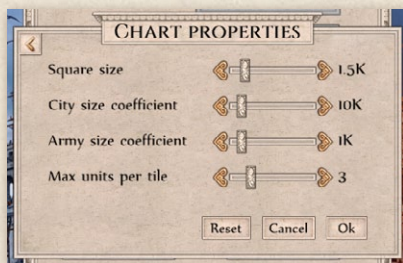 Chart properties
Square size 1.5K
City size coefficient 10K
Army size coefficient 1K
Max units per tile 3
Reset Cancel Ok